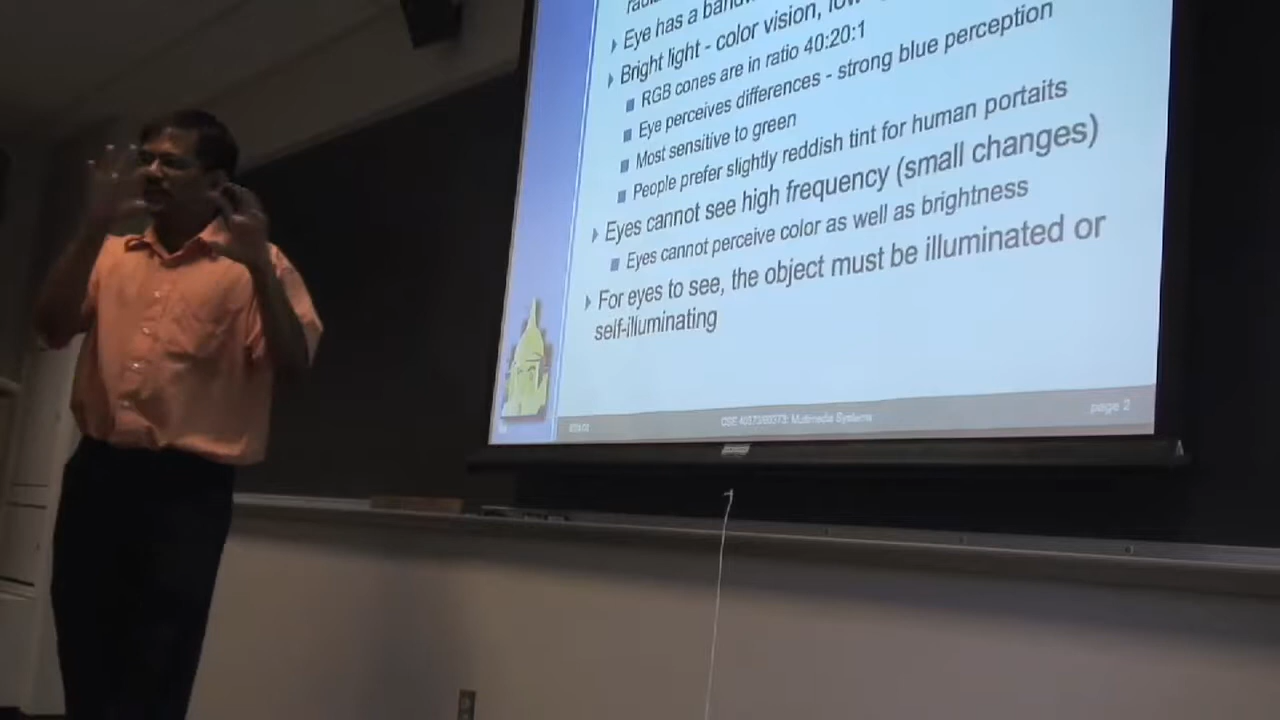 Eye has a
Bright light - color vision,
RGB cones are in ratio 40:20:1
Eye perceives differences - strong blue perception
Most sensitive to green
People prefer slightly reddish tint for human portaits
Eyes cannot see high frequency (small changes)
Eyes cannot perceive color as well as brightness
For eyes to see, the object must be illuminated or
self-illuminating
CSE 40373/60373: Multimedia Systems
page 2